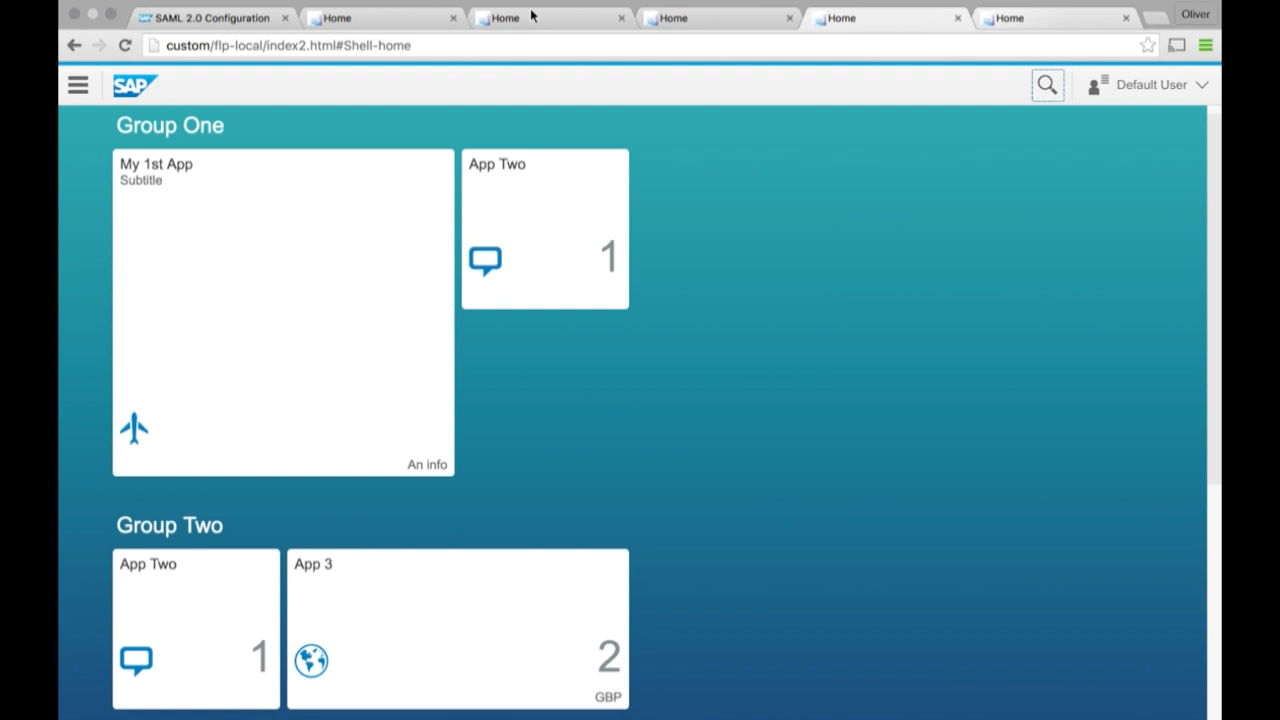 SAML 2.0 Configuration
Home
Home
Home
Home
Home
Oliver
custom/flp-local/index2.html#Shell-home
SAP
Default User
Group One
My 1st App
Subtitle
An info
App Two
1
Group Two
App Two
1
App 3
2
GBP